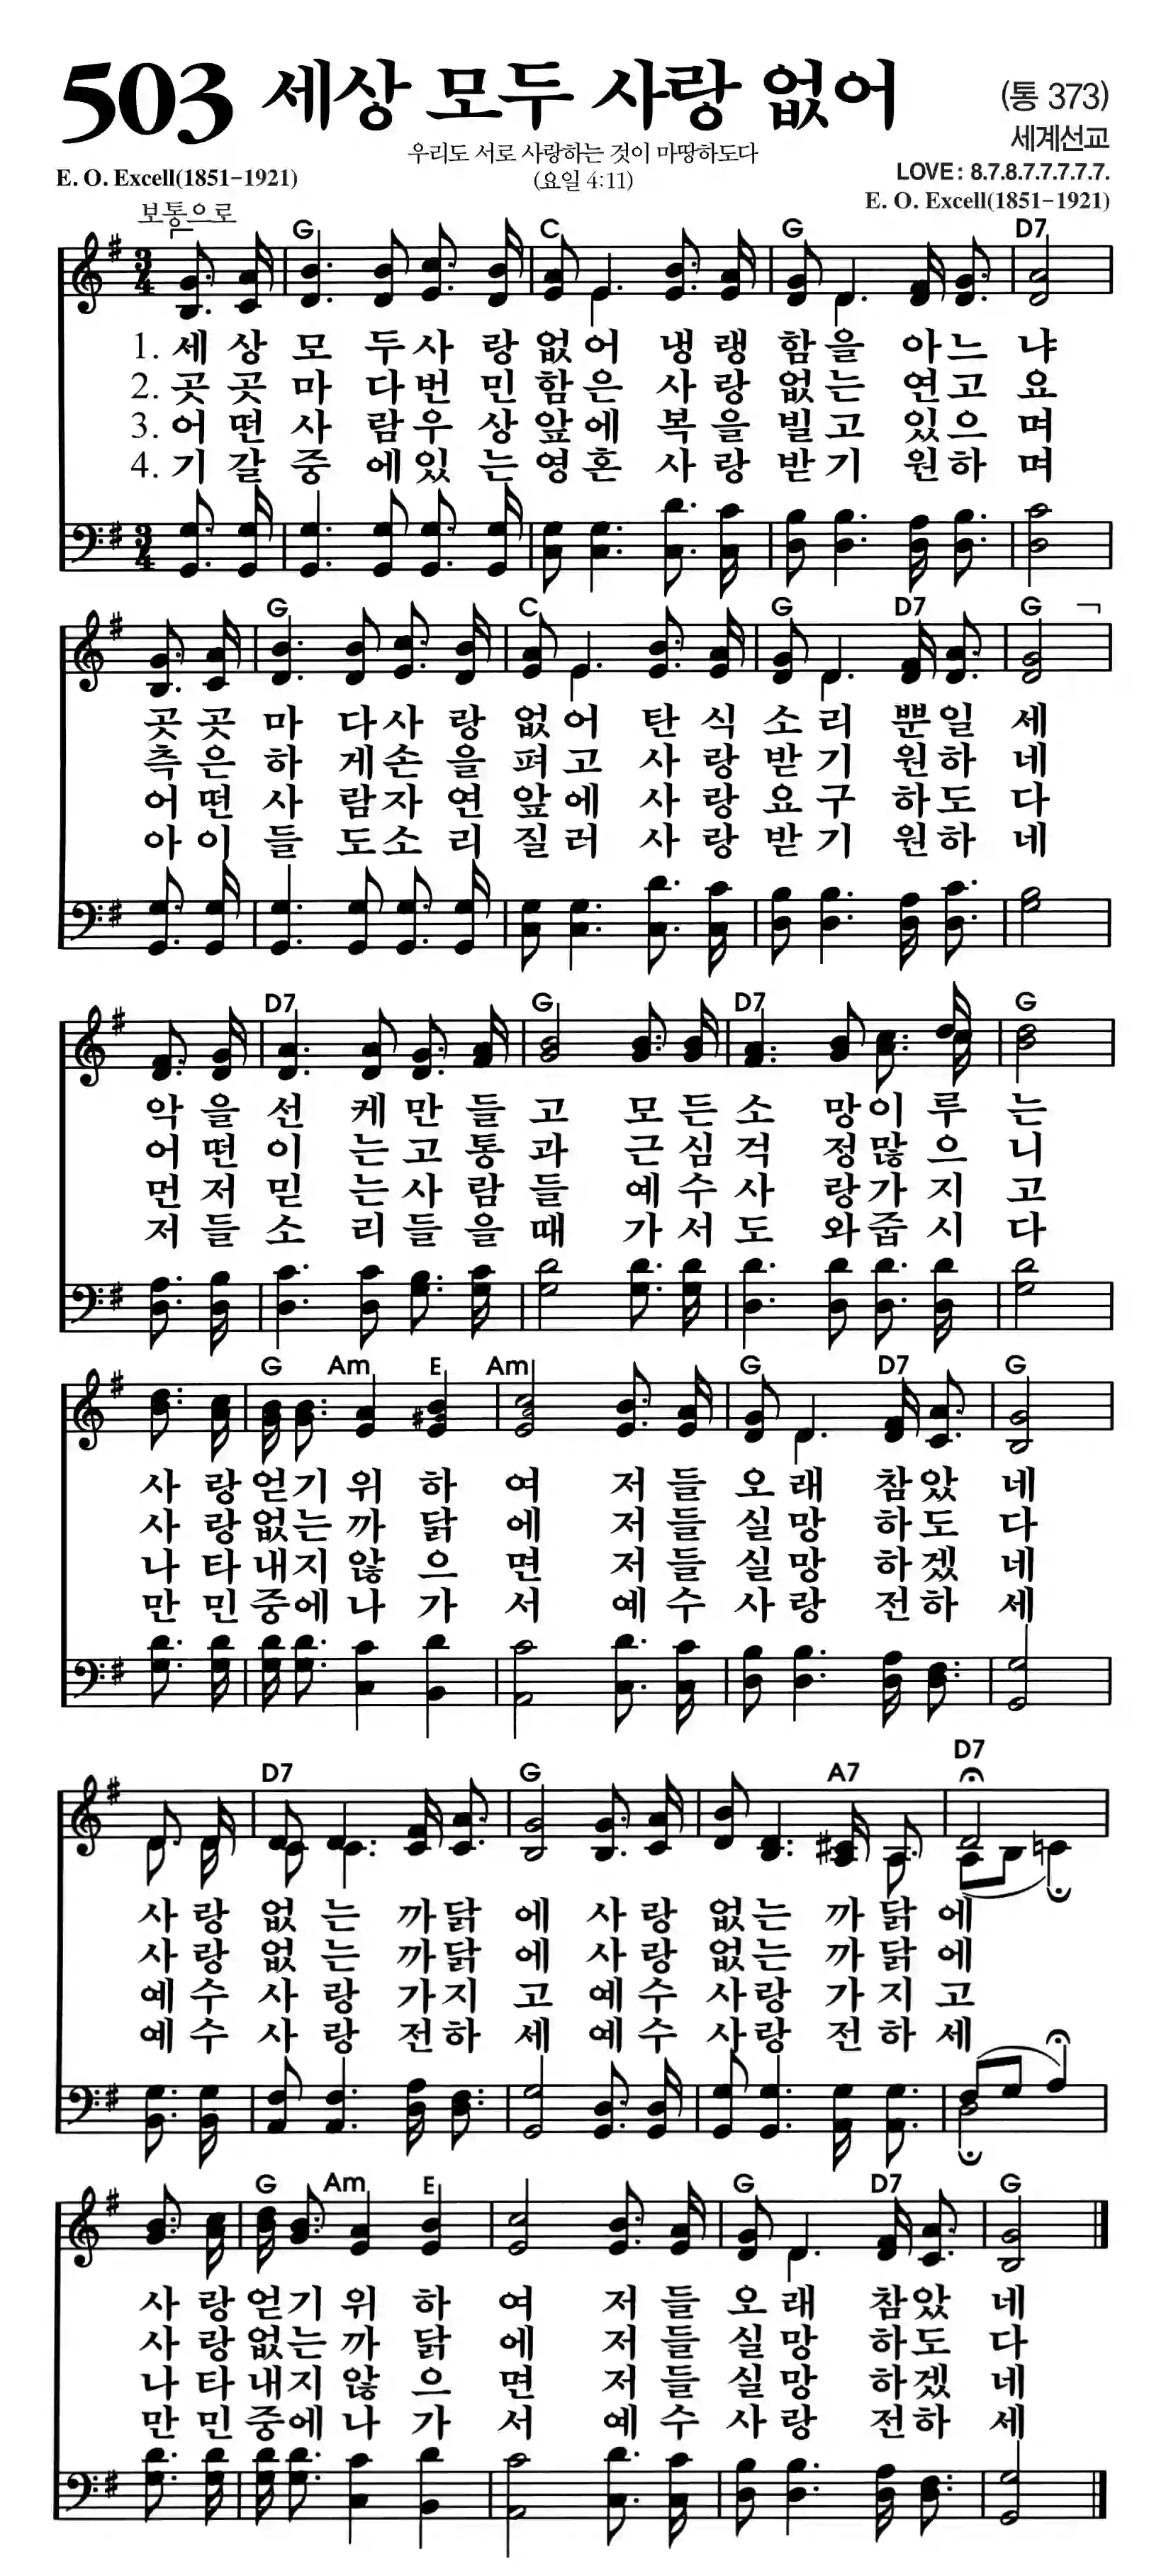 503 세상 모두 사랑 없어 (통 373)
우리도 서로 사랑하는 것이 마땅하도다 세계선교
E. O. Excell(1851-1921) (요일 4:11) LOVE : 8.7.8.7.7.7.7.7.
보통으로 E. O. Excell(1851-1921)
G C G D7
1. 세 상 모 두 사 랑 없 어 냉 랭 함 을 아 느 냐
2. 곳 곳 마 다 번 민 함 은 사 랑 없 는 연 고 요
3. 어 떤 사 람 우 상 앞 에 복 을 빌 고 있 으 며
4. 기 갈 중 에 있 는 영 혼 사 랑 받 기 원 하 며
G C G D7 G
곳 곳 마 다 사 랑 없 어 탄 식 소 리 뿐 일 세
측 은 하 게 손 을 펴 고 사 랑 받 기 원 하 네
어 떤 사 람 자 연 앞 에 사 랑 요 구 하 도 다
아 이 들 도 소 리 질 러 사 랑 받 기 원 하 네
D7 G D7 G
악 을 선 케 만 들 고 모 든 소 망 이 루 는
어 떤 이 는 고 통 과 근 심 걱 정 많 으 니
먼 저 믿 는 사 람 들 예 수 사 랑 가 지 고
저 들 소 리 들 을 때 가 서 도 와 줍 시 다
G Am E Am G D7 G
사 랑 얻 기 위 하 여 저 들 오 래 참 았 네
사 랑 없 는 까 닭 에 저 들 실 망 하 도 다
나 타 내 지 않 으 면 저 들 실 망 하 겠 네
만 민 중 에 나 가 서 예 수 사 랑 전 하 세
D7 G A7 D7
사 랑 없 는 까 닭 에 사 랑 없 는 까 닭 에
사 랑 없 는 까 닭 에 사 랑 없 는 까 닭 에
예 수 사 랑 가 지 고 예 수 사 랑 가 지 고
예 수 사 랑 전 하 세 예 수 사 랑 전 하 세
G Am E G D7 G
사 랑 얻 기 위 하 여 저 들 오 래 참 았 네
사 랑 없 는 까 닭 에 저 들 실 망 하 도 다
나 타 내 지 않 으 면 저 들 실 망 하 겠 네
만 민 중 에 나 가 서 예 수 사 랑 전 하 세